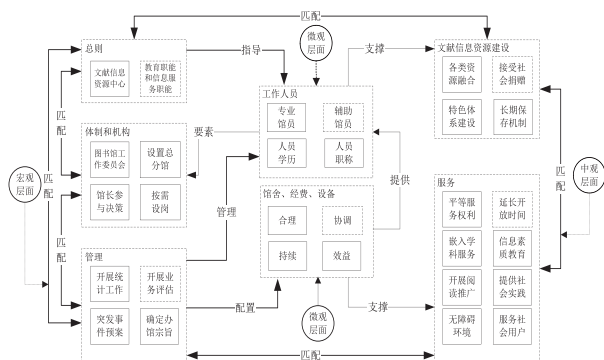 匹配
总则
文献信息
资源中心
教育职能
和信息服
务职能
指导
微观
层面
支撑
文献信息资源建设
各类资
源融合
接受社
会捐赠
特色体
系建设
长期保
存机制
匹
配
工作人员
专业
馆员
辅助
馆员
人员
学历
人员
职称
体制和机构
图书馆工
作委员会
设置总
分馆
馆长参
与决策
按需
设岗
要素
宏观
层面
匹
配
匹
配
管理
提供
匹
配
中观
层面
馆舍、经费、设备
合理
协调
持续
效益
服务
平等服
务权利
延长开
放时间
嵌入学
科服务
信息素
质教育
开展阅
读推广
提供社
会实践
无障碍
环境
服务社
会用户
管理
开展统
计工作
开展业
务评估
突发事
件预案
确定办
馆宗旨
配置
微观
层面
支撑
匹配